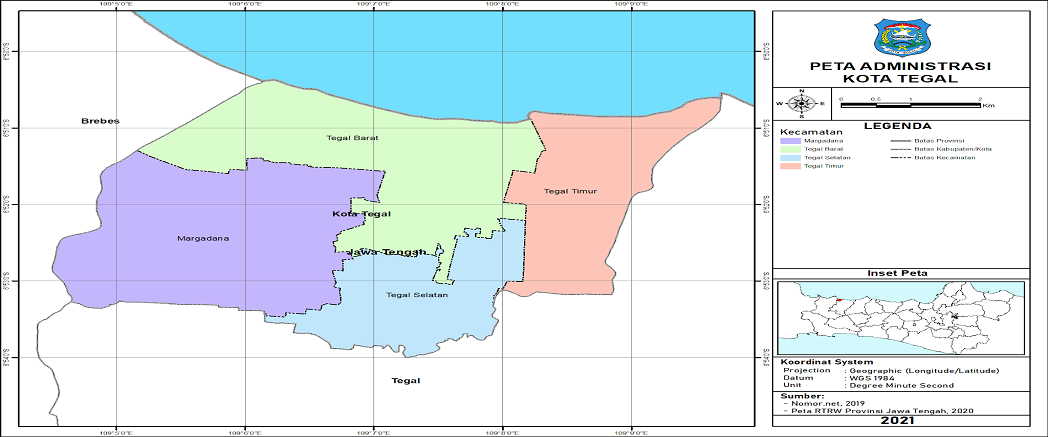 109°5'0"E 109°6'0"E 109°7'0"E 109°8'0"E 109°9'0"E
Brebes
Tegal Barat
Tegal Timur
Kota Tegal
Margadana
Jawa Tengah
Tegal Selatan
Tegal
109°5'0"E 109°6'0"E 109°7'0"E 109°8'0"E 109°9'0"E
PETA ADMINISTRASI
KOTA TEGAL
N
W E
S
0 0.5 1 2
Km
LEGENDA
Kecamatan
Margadana
Tegal Barat
Tegal Selatan
Tegal Timur
Batas Provinsi
Batas Kabupaten/Kota
Batas Kecamatan
Inset Peta
Koordinat System
Projection : Geographic (Longitude/Latitude)
Datum : WGS 1984
Unit : Degree Minute Second
Sumber:
- Nomor.net, 2019
- Peta RTRW Provinsi Jawa Tengah, 2020
2021